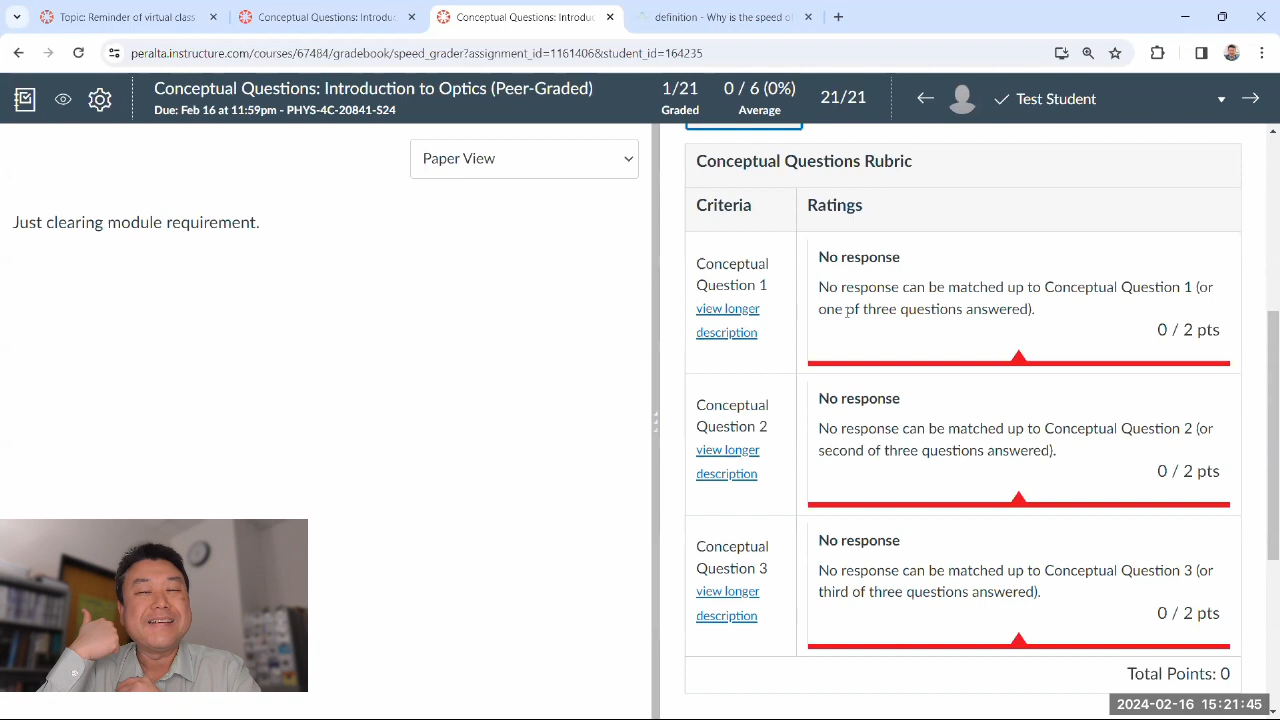 Topic: Reminder of virtual class
Conceptual Questions: Introduc
Conceptual Questions: Introduc
definition - Why is the speed of
peralta.instructure.com/courses/67484/gradebook/speed_grader?assignment_id=1161406&student_id=164235
Conceptual Questions: Introduction to Optics (Peer-Graded)
Due: Feb 16 at 11:59pm - PHYS-4C-20841-S24
1/21
Graded
0 / 6 (0%)
Average
21/21
Test Student
Paper View
Just clearing module requirement.
Conceptual Questions Rubric
Criteria
Ratings
Conceptual
Question 1
view longer
description
No response
No response can be matched up to Conceptual Question 1 (or
one of three questions answered).
0 / 2 pts
Conceptual
Question 2
view longer
description
No response
No response can be matched up to Conceptual Question 2 (or
second of three questions answered).
0 / 2 pts
Conceptual
Question 3
view longer
description
No response
No response can be matched up to Conceptual Question 3 (or
third of three questions answered).
0 / 2 pts
Total Points: 0
2024-02-16 15:21:45